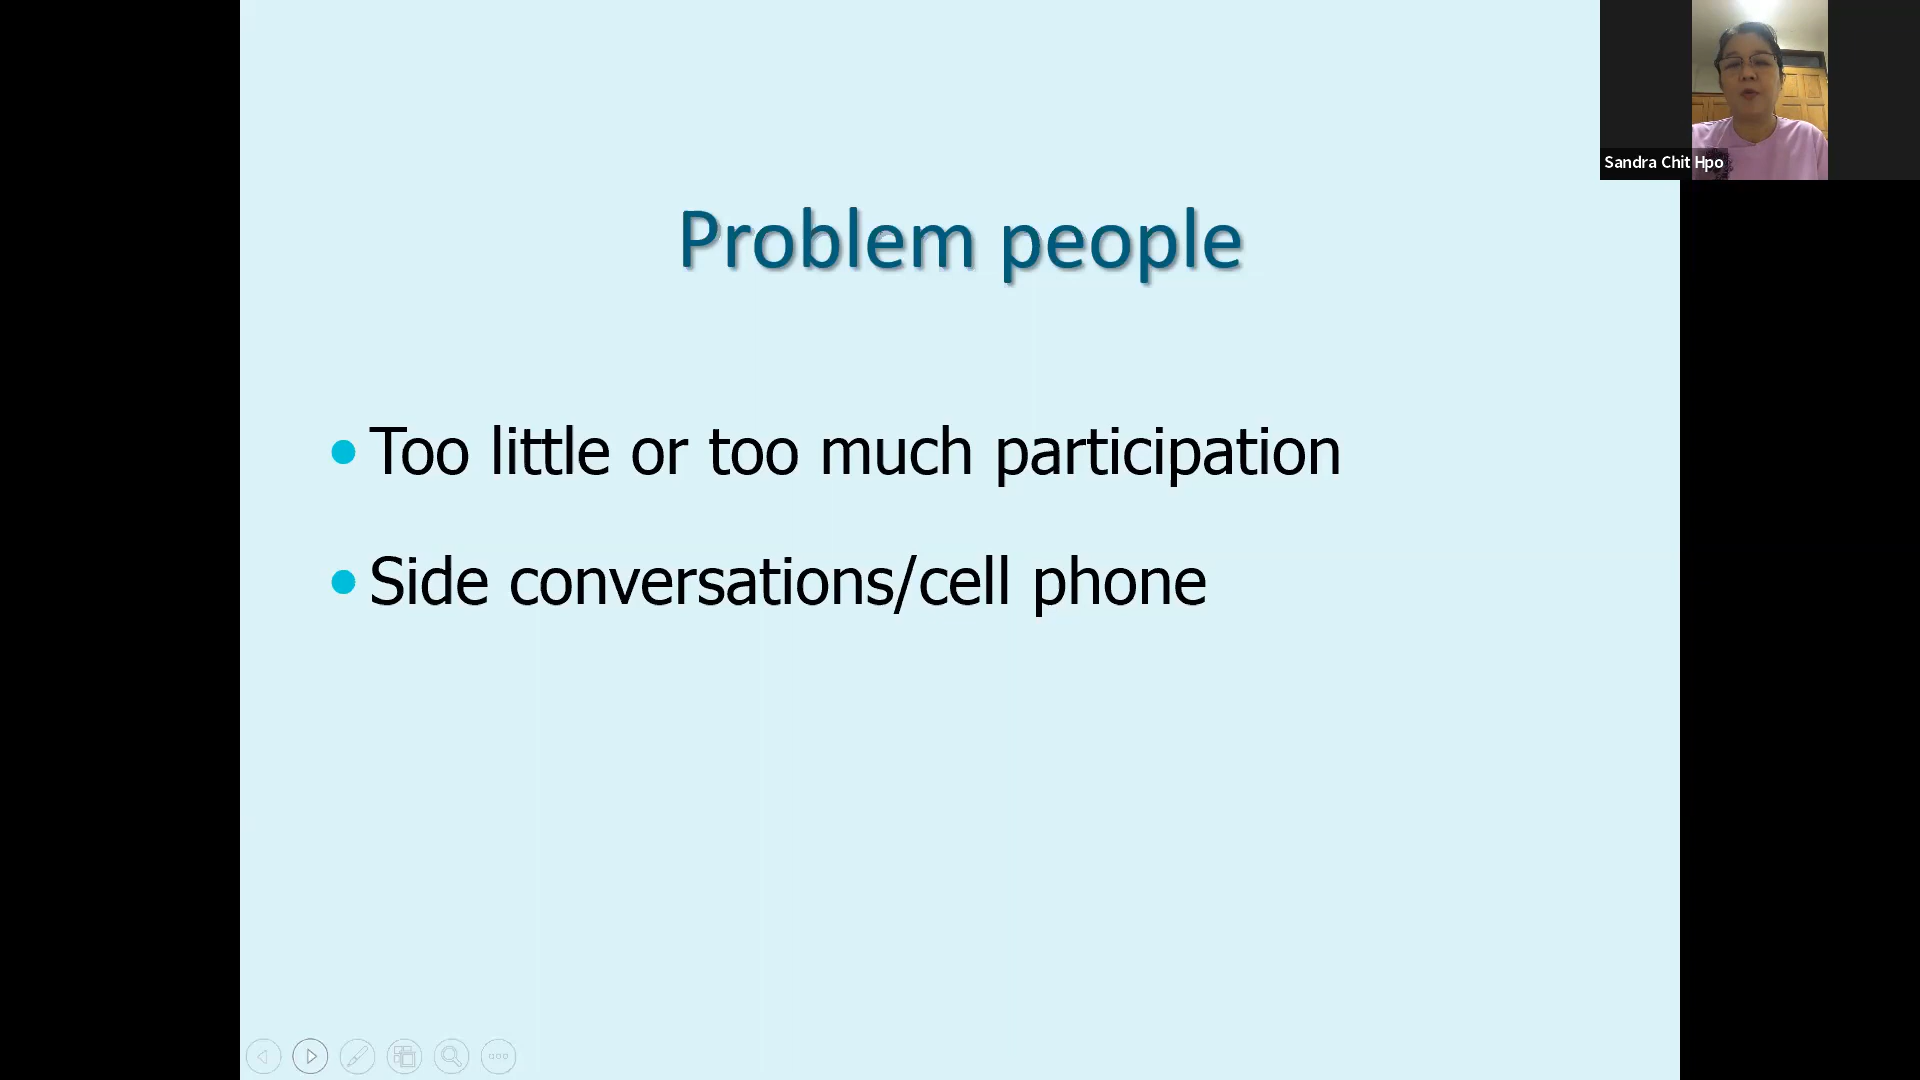 Sandra Chit Hpo
Problem people
• Too little or too much participation
• Side conversations/cell phone